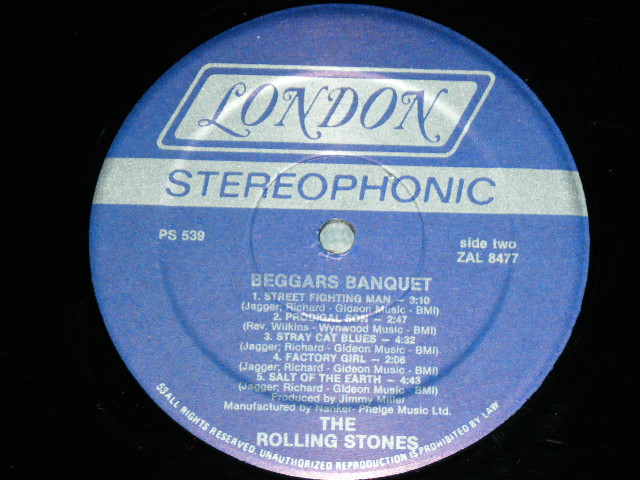 LONDON
STEREOPHONIC
PS 539
side two
ZAL 8477
BEGGARS BANQUET
1. STREET FIGHTING MAN — 3:10
(Jagger, Richard - Gideon Music - BMI)
2. PRODIGAL SON — 2:47
(Rev. Wilkins - Wynwood Music - BMI)
3. STRAY CAT BLUES — 4:32
(Jagger; Richard - Gideon Music - BMI)
4. FACTORY GIRL — 2:06
(Jagger; Richard - Gideon Music - BMI)
5. SALT OF THE EARTH — 4:43
(Jagger; Richard - Gideon Music - BMI)
Produced by Jimmy Miller
Manufactured by Nanker-Phelge Music Ltd.
THE
ROLLING STONES
53 ALL RIGHTS RESERVED. UNAUTHORIZED REPRODUCTION IS PROHIBITED BY LAW